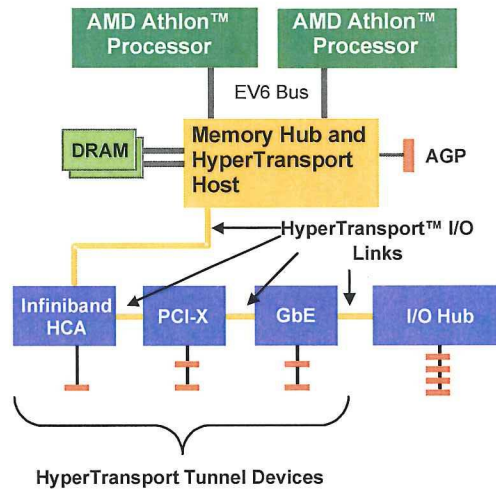 AMD Athlon™
Processor
AMD Athlon™
Processor
EV6 Bus
DRAM
Memory Hub and
HyperTransport
Host
AGP
HyperTransport™ I/O
Links
Infiniband
HCA
PCI-X
GbE
I/O Hub
HyperTransport Tunnel Devices